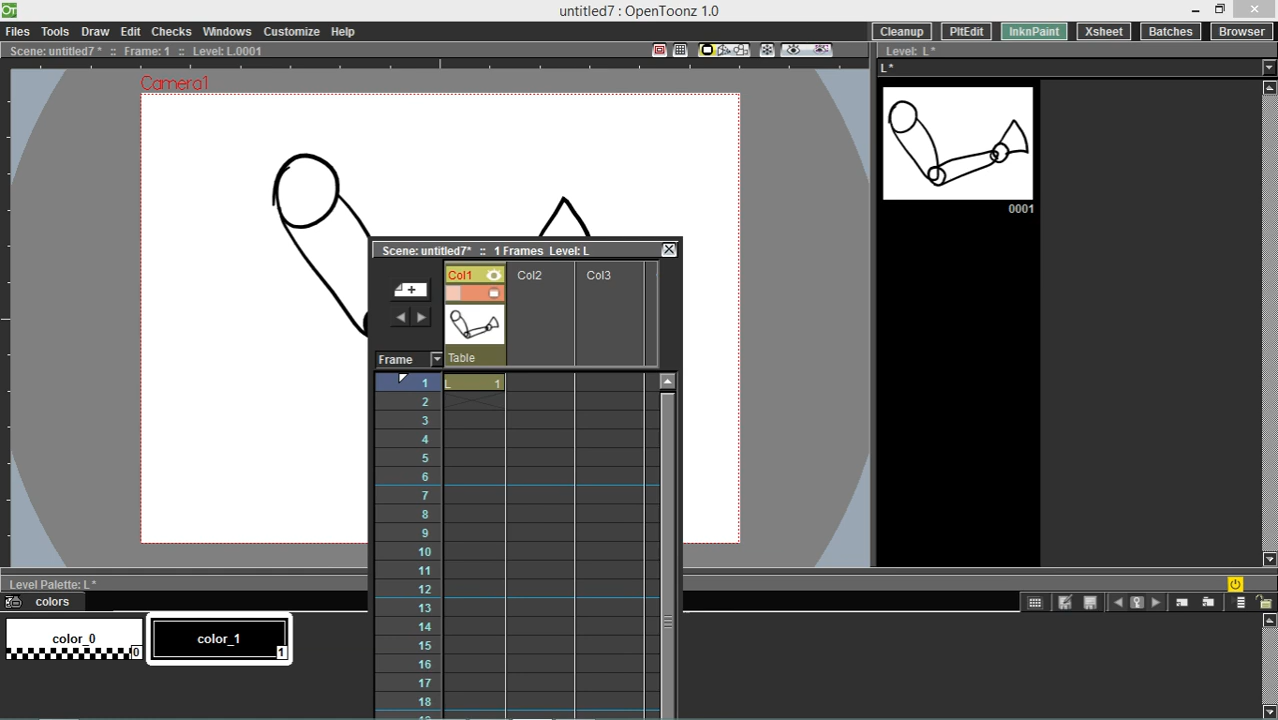 OT untitled7 : OpenToonz 1.0
Files Tools Draw Edit Checks Windows Customize Help
Cleanup PltEdit InknPaint Xsheet Batches Browser
Scene: untitled7 * :: Frame: 1 :: Level: L.0001
Level: L*
L*
Camera1
0001
Scene: untitled7* :: 1 Frames Level: L
Col1 Col2 Col3
Frame Table
1 L 1
2
3
4
5
6
7
8
9
10
11
12
13
14
15
16
17
18
Level Palette: L*
colors
color_0 0
color_1 1